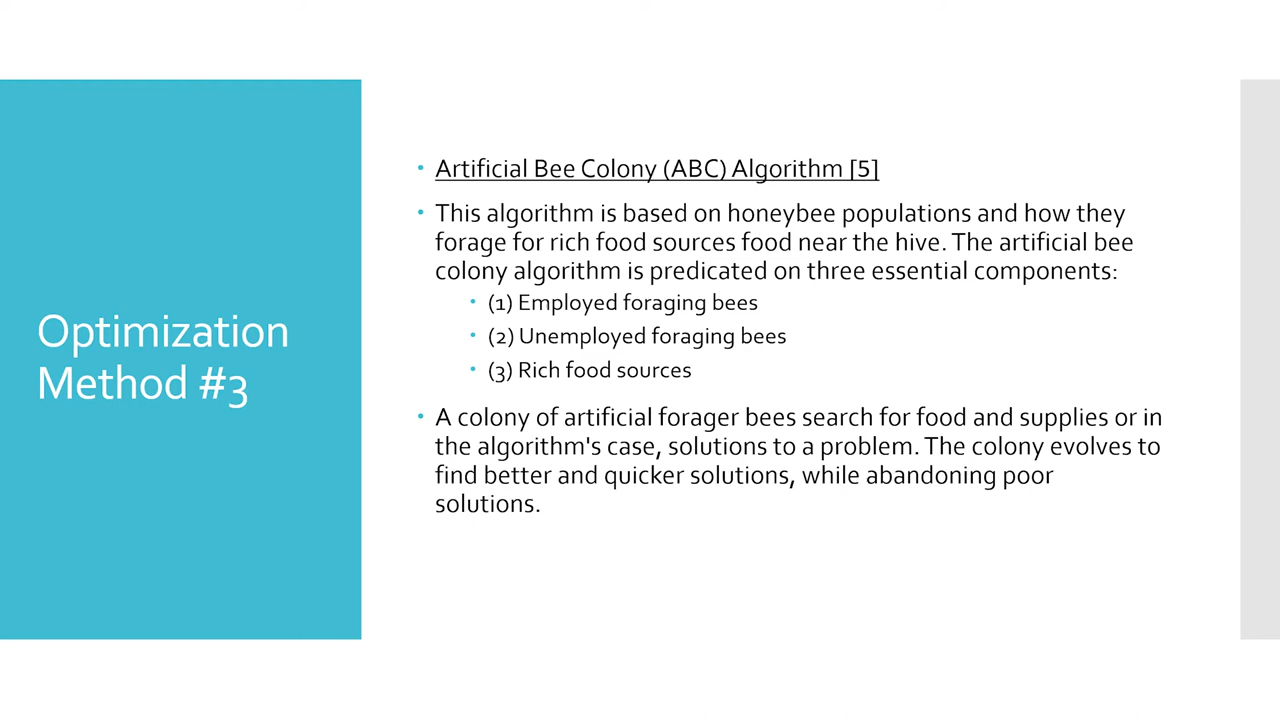 Optimization
Method #3
• Artificial Bee Colony (ABC) Algorithm [5]
• This algorithm is based on honeybee populations and how they
forage for rich food sources food near the hive. The artificial bee
colony algorithm is predicated on three essential components:
• (1) Employed foraging bees
• (2) Unemployed foraging bees
• (3) Rich food sources
• A colony of artificial forager bees search for food and supplies or in
the algorithm's case, solutions to a problem. The colony evolves to
find better and quicker solutions, while abandoning poor
solutions.